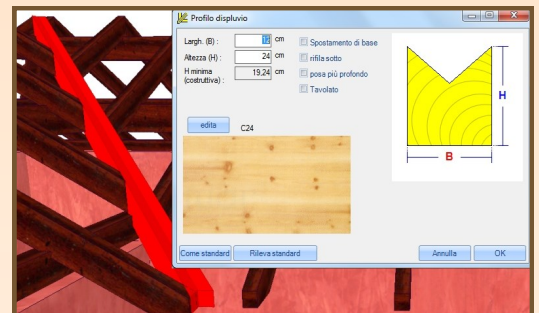 Profilo displuvio
Largh. (B) : 12 cm
Altezza (H) : 24 cm
H minima (costruttiva) : 19,24 cm
Spostamento di base
rifila sotto
posa più profondo
Tavolato
edita C24
H
B
Come standard Rileva standard Annulla OK